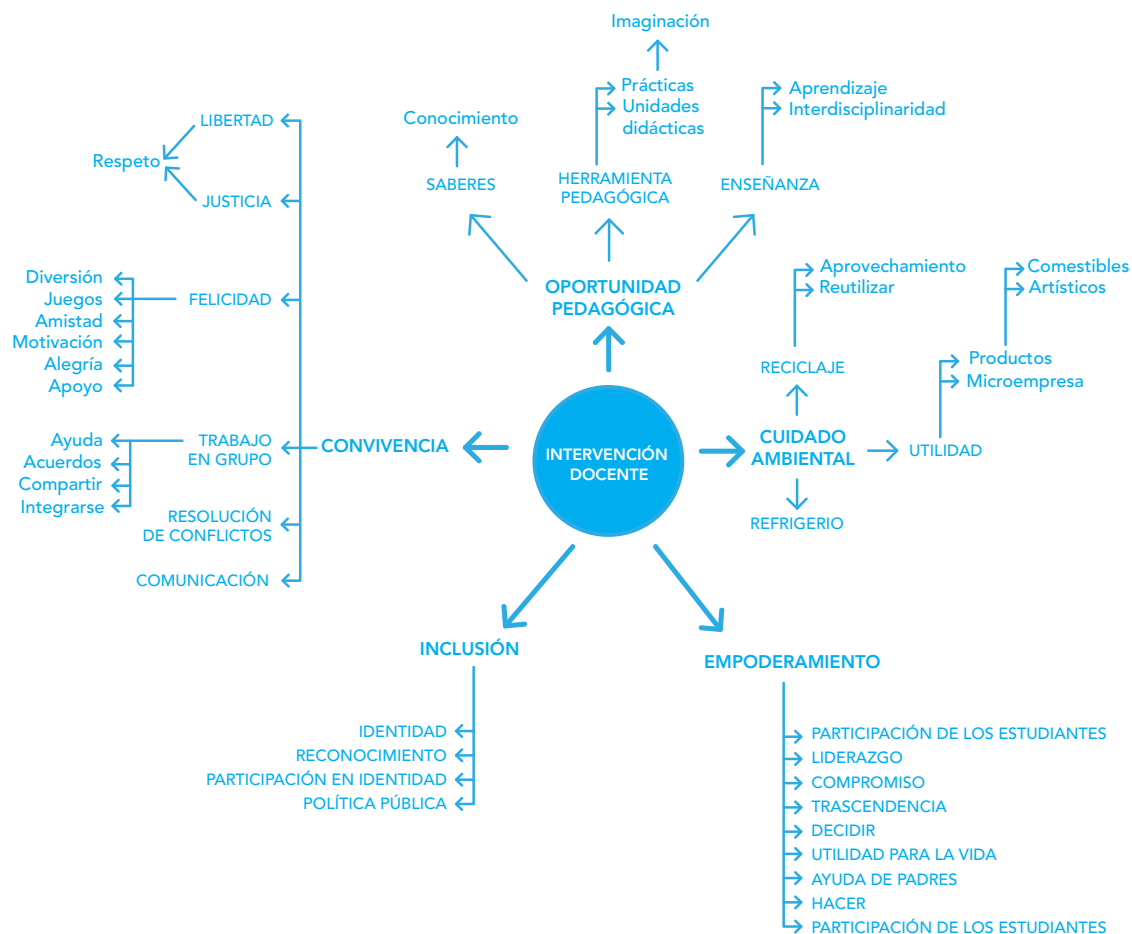 Imaginación
Prácticas
Unidades
didácticas
Aprendizaje
Interdisciplinaridad
Conocimiento
LIBERTAD
Respeto
JUSTICIA
SABERES
HERRAMIENTA
PEDAGÓGICA
ENSEÑANZA
OPORTUNIDAD
PEDAGÓGICA
Diversión
Juegos
Amistad
Motivación
Alegría
Apoyo
FELICIDAD
Aprovechamiento
Reutilizar
Comestibles
Artísticos
RECICLAJE
Productos
Microempresa
Ayuda
Acuerdos
Compartir
Integrarse
TRABAJO
EN GRUPO
CONVIVENCIA
INTERVENCIÓN
DOCENTE
CUIDADO
AMBIENTAL
UTILIDAD
REFRIGERIO
RESOLUCIÓN
DE CONFLICTOS
COMUNICACIÓN
INCLUSIÓN
IDENTIDAD
RECONOCIMIENTO
PARTICIPACIÓN EN IDENTIDAD
POLÍTICA PÚBLICA
EMPODERAMIENTO
PARTICIPACIÓN DE LOS ESTUDIANTES
LIDERAZGO
COMPROMISO
TRASCENDENCIA
DECIDIR
UTILIDAD PARA LA VIDA
AYUDA DE PADRES
HACER
PARTICIPACIÓN DE LOS ESTUDIANTES